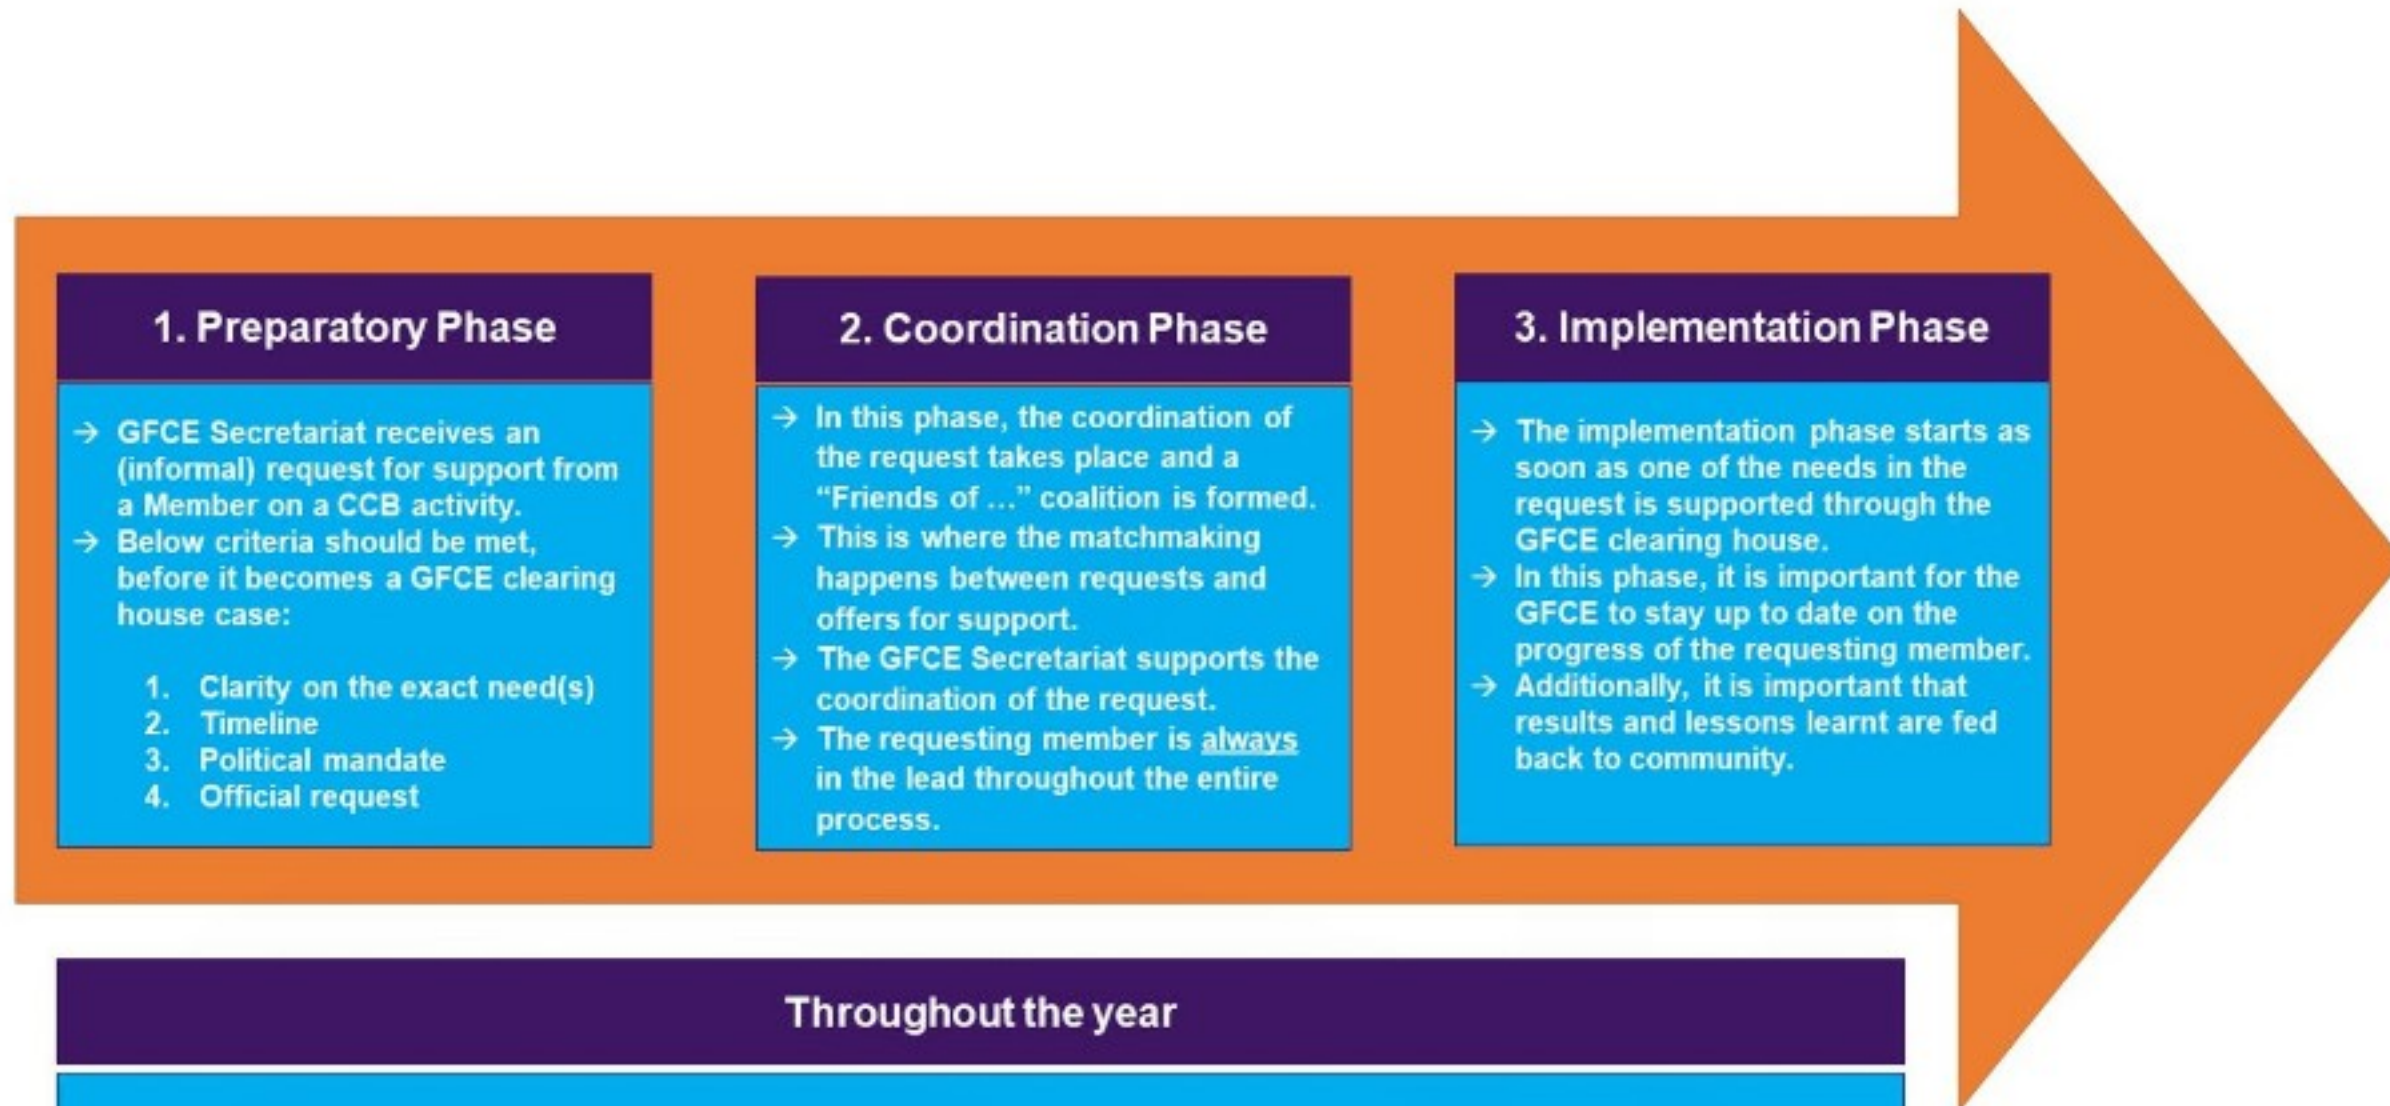 1. Preparatory Phase
→ GFCE Secretariat receives an
(informal) request for support from
a Member on a CCB activity.
→ Below criteria should be met,
before it becomes a GFCE clearing
house case:
1. Clarity on the exact need(s)
2. Timeline
3. Political mandate
4. Official request
2. Coordination Phase
→ In this phase, the coordination of
the request takes place and a
“Friends of ...” coalition is formed.
→ This is where the matchmaking
happens between requests and
offers for support.
→ The GFCE Secretariat supports the
coordination of the request.
→ The requesting member is always
in the lead throughout the entire
process.
3. Implementation Phase
→ The implementation phase starts as
soon as one of the needs in the
request is supported through the
GFCE clearing house.
→ In this phase, it is important for the
GFCE to stay up to date on the
progress of the requesting member.
→ Additionally, it is important that
results and lessons learnt are fed
back to community.
Throughout the year